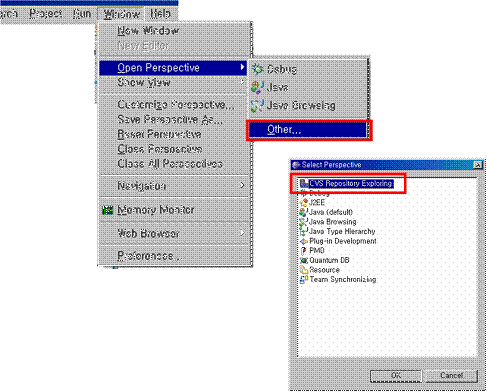 Project Run Window Help
New Window
New Editor
Open Perspective
Show View
Customize Perspective...
Save Perspective As...
Reset Perspective
Close Perspective
Close All Perspectives
Navigation
Memory Monitor
Web Browser
Preferences...
Debug
Java
Java Browsing
Other...
Select Perspective
CVS Repository Exploring
Debug
J2EE
Java (default)
Java Browsing
Java Type Hierarchy
Plug-in Development
PMD
Quantum DB
Resource
Team Synchronizing
OK Cancel